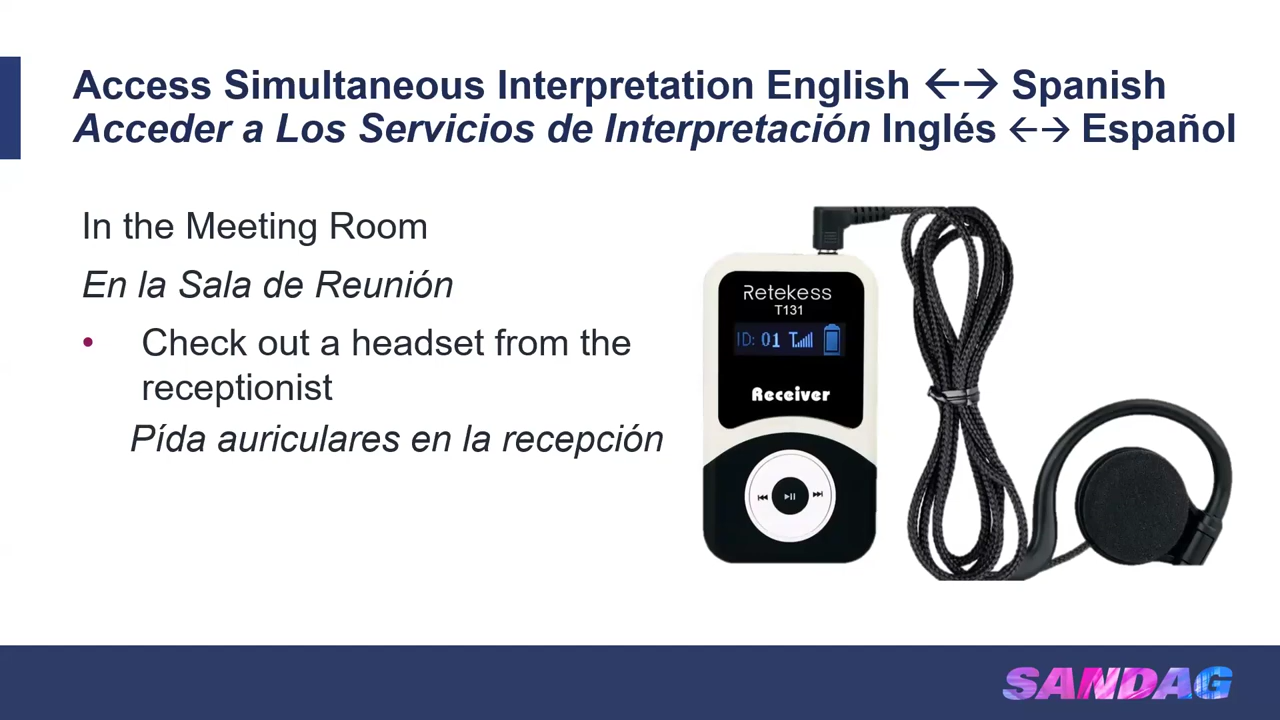 Access Simultaneous Interpretation English ←→ Spanish
Acceder a Los Servicios de Interpretación Inglés ←→ Español
In the Meeting Room
En la Sala de Reunión
• Check out a headset from the
receptionist
Pída auriculares en la recepción
Retekess
T131
ID: 01
Receiver
SANDAG